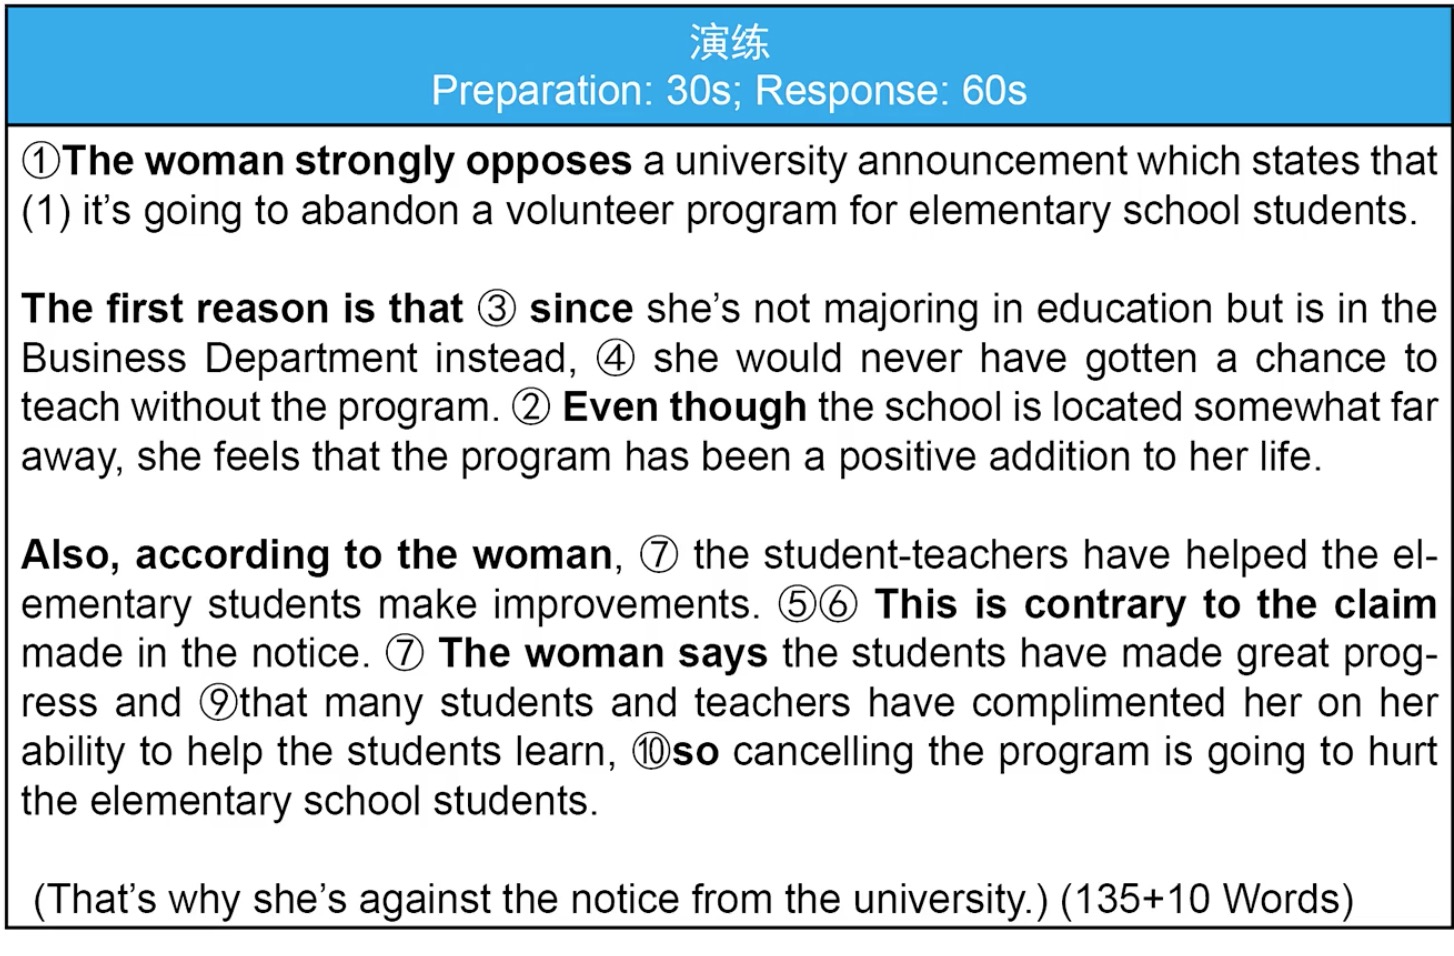 演练
Preparation: 30s; Response: 60s
①The woman strongly opposes a university announcement which states that
(1) it's going to abandon a volunteer program for elementary school students.
The first reason is that ③ since she's not majoring in education but is in the
Business Department instead, ④ she would never have gotten a chance to
teach without the program. ② Even though the school is located somewhat far
away, she feels that the program has been a positive addition to her life.
Also, according to the woman, ⑦ the student-teachers have helped the el-
ementary students make improvements. ⑤⑥ This is contrary to the claim
made in the notice. ⑦ The woman says the students have made great prog-
ress and ⑨that many students and teachers have complimented her on her
ability to help the students learn, ⑩so cancelling the program is going to hurt
the elementary school students.
(That's why she's against the notice from the university.) (135+10 Words)